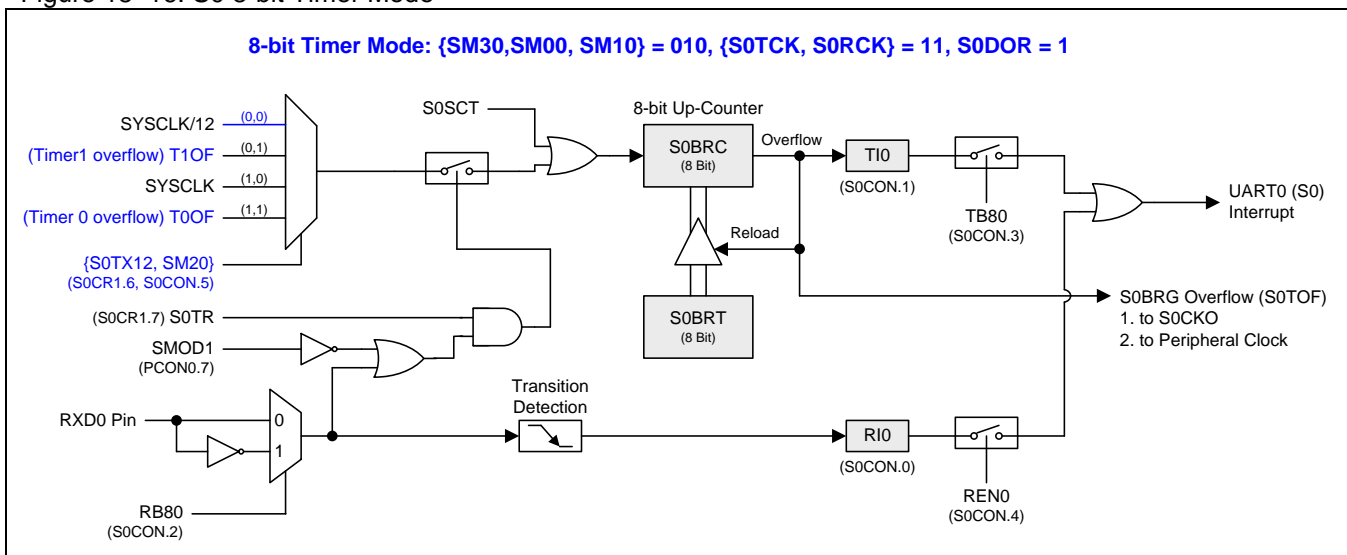 8-bit Timer Mode: {SM30,SM00, SM10} = 010, {S0TCK, S0RCK} = 11, S0DOR = 1
S0SCT
8-bit Up-Counter
SYSCLK/12
(0,0)
(Timer1 overflow) T1OF
(0,1)
SYSCLK
(1,0)
(Timer 0 overflow) T0OF
(1,1)
{S0TX12, SM20}
(S0CR1.6, S0CON.5)
S0BRC
(8 Bit)
Overflow
TI0
(S0CON.1)
TB80
(S0CON.3)
UART0 (S0)
Interrupt
Reload
S0BRT
(8 Bit)
S0BRG Overflow (S0TOF)
1. to S0CKO
2. to Peripheral Clock
(S0CR1.7) S0TR
SMOD1
(PCON0.7)
RXD0 Pin
0
1
Transition
Detection
RI0
(S0CON.0)
REN0
(S0CON.4)
RB80
(S0CON.2)